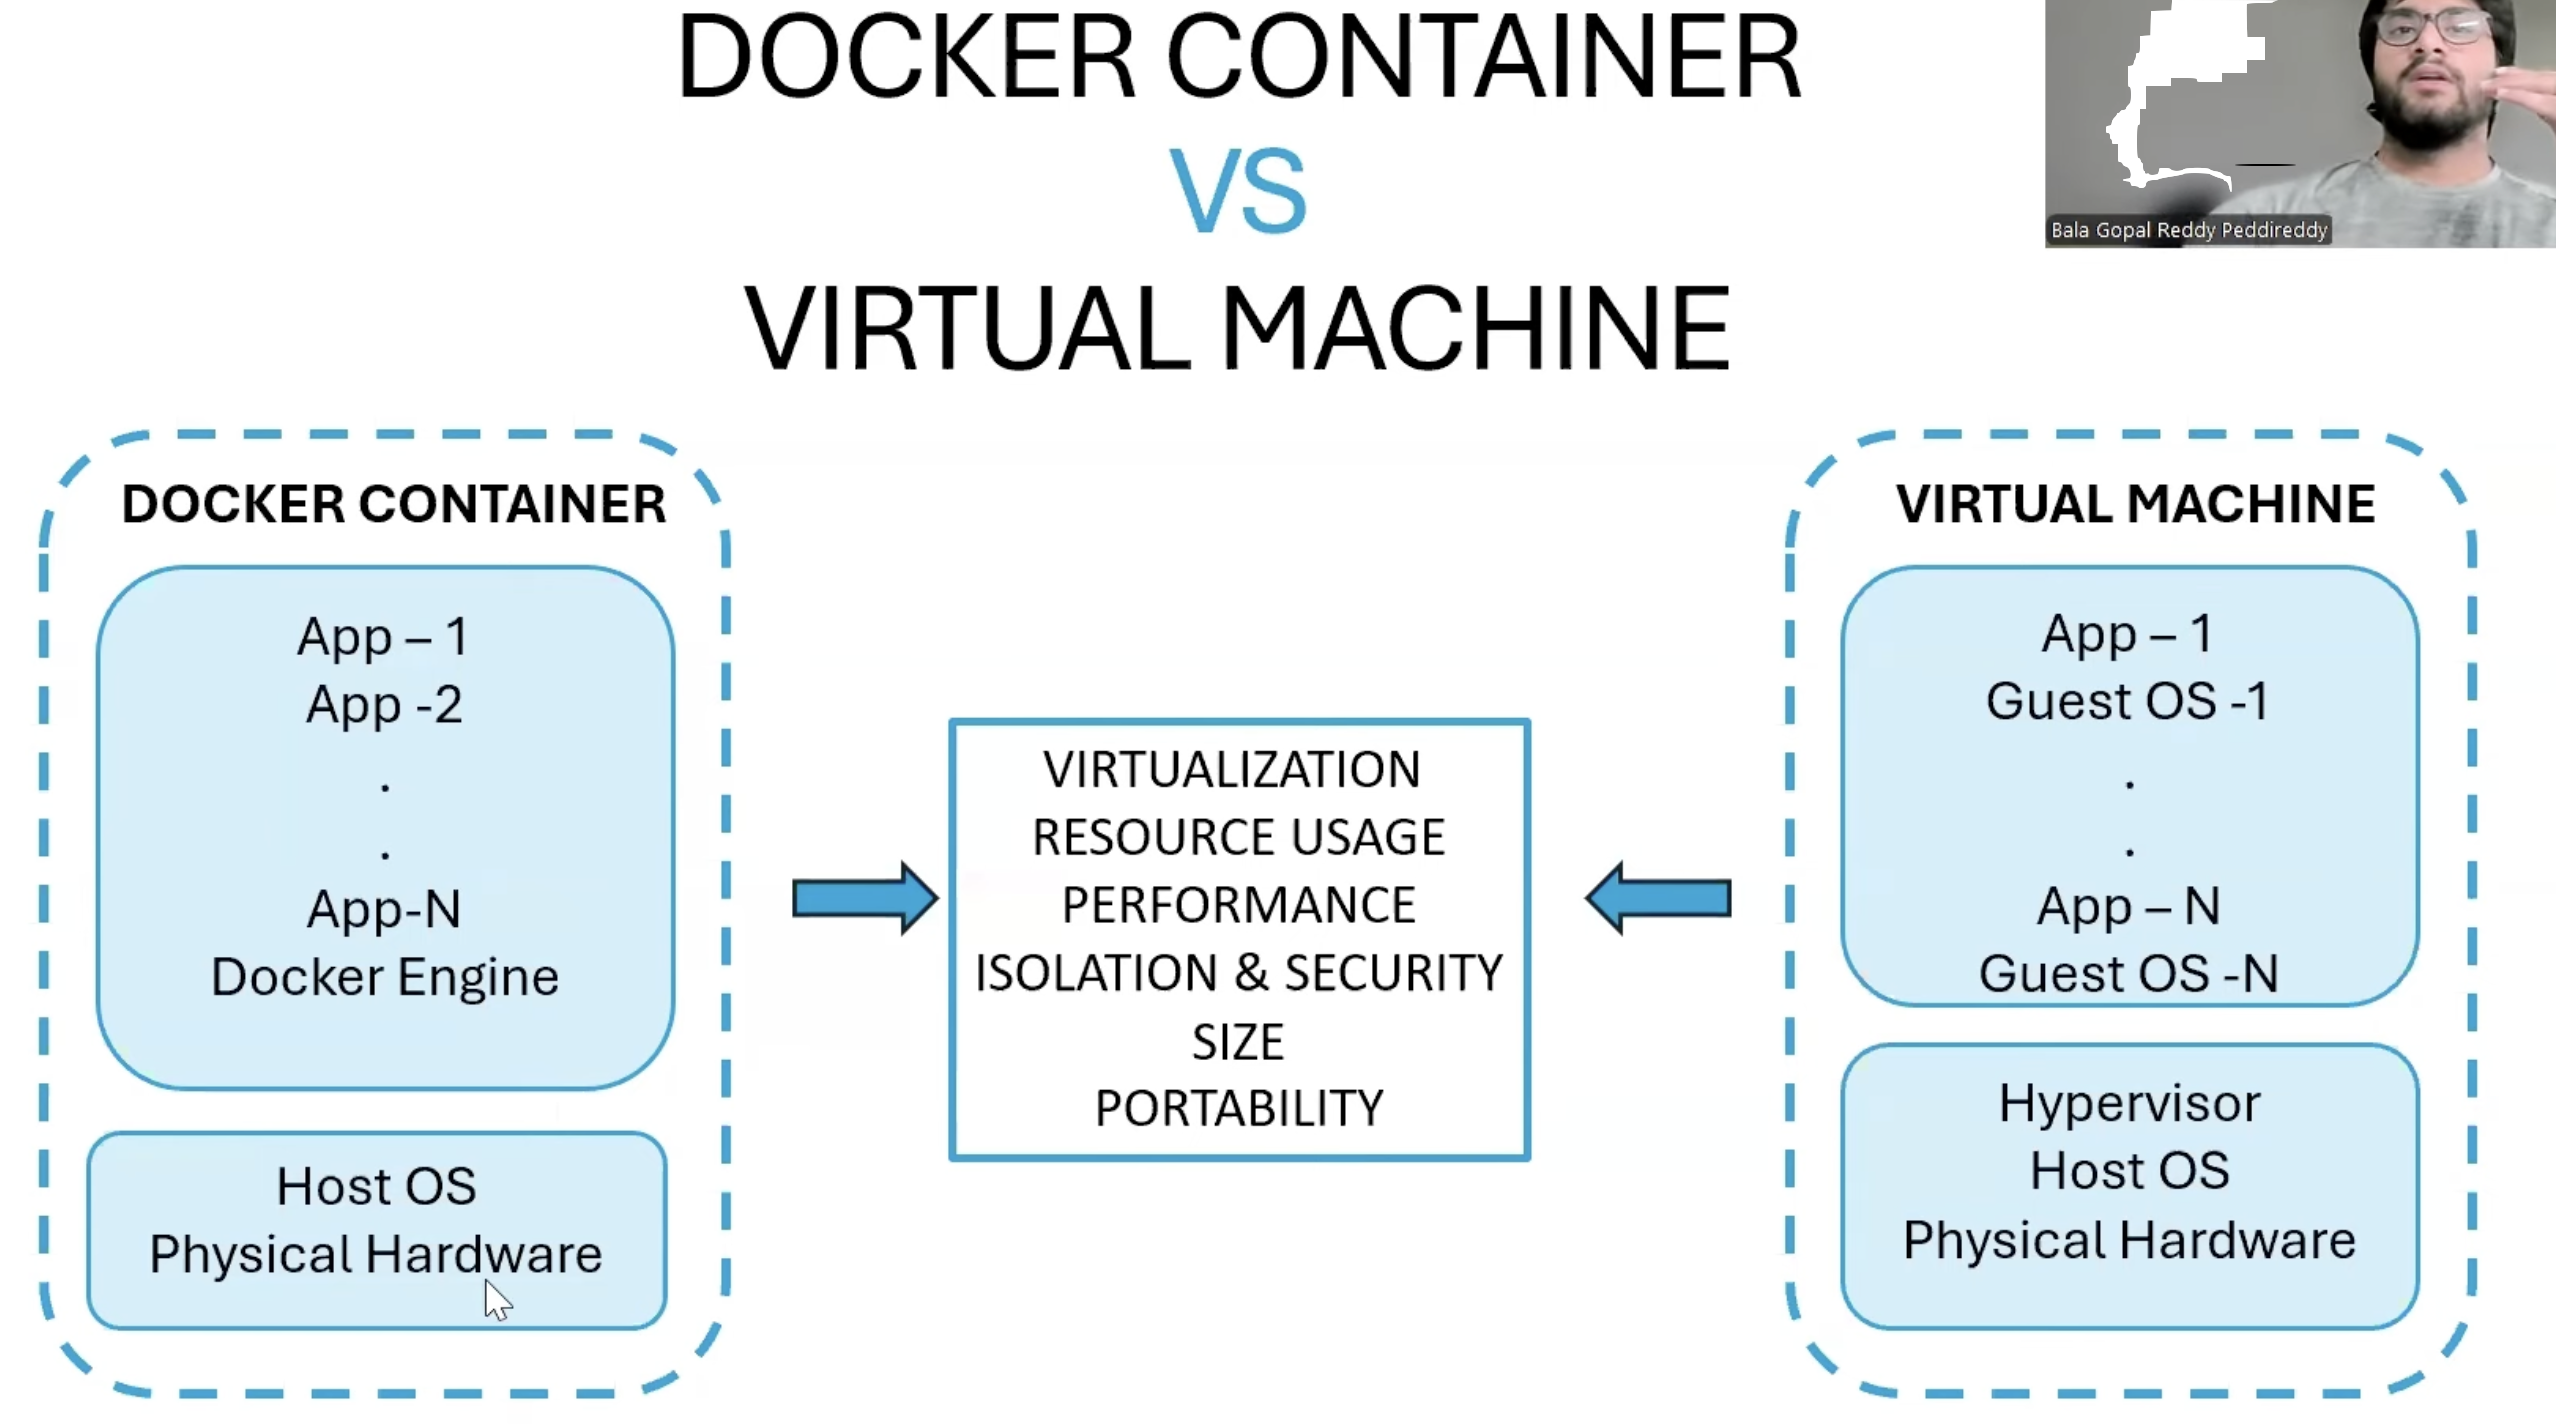 DOCKER CONTAINER
VS
VIRTUAL MACHINE
Bala Gopal Reddy Peddireddy
DOCKER CONTAINER
App – 1
App -2
.
.
App-N
Docker Engine
Host OS
Physical Hardware
VIRTUALIZATION
RESOURCE USAGE
PERFORMANCE
ISOLATION & SECURITY
SIZE
PORTABILITY
VIRTUAL MACHINE
App – 1
Guest OS -1
.
.
App – N
Guest OS -N
Hypervisor
Host OS
Physical Hardware